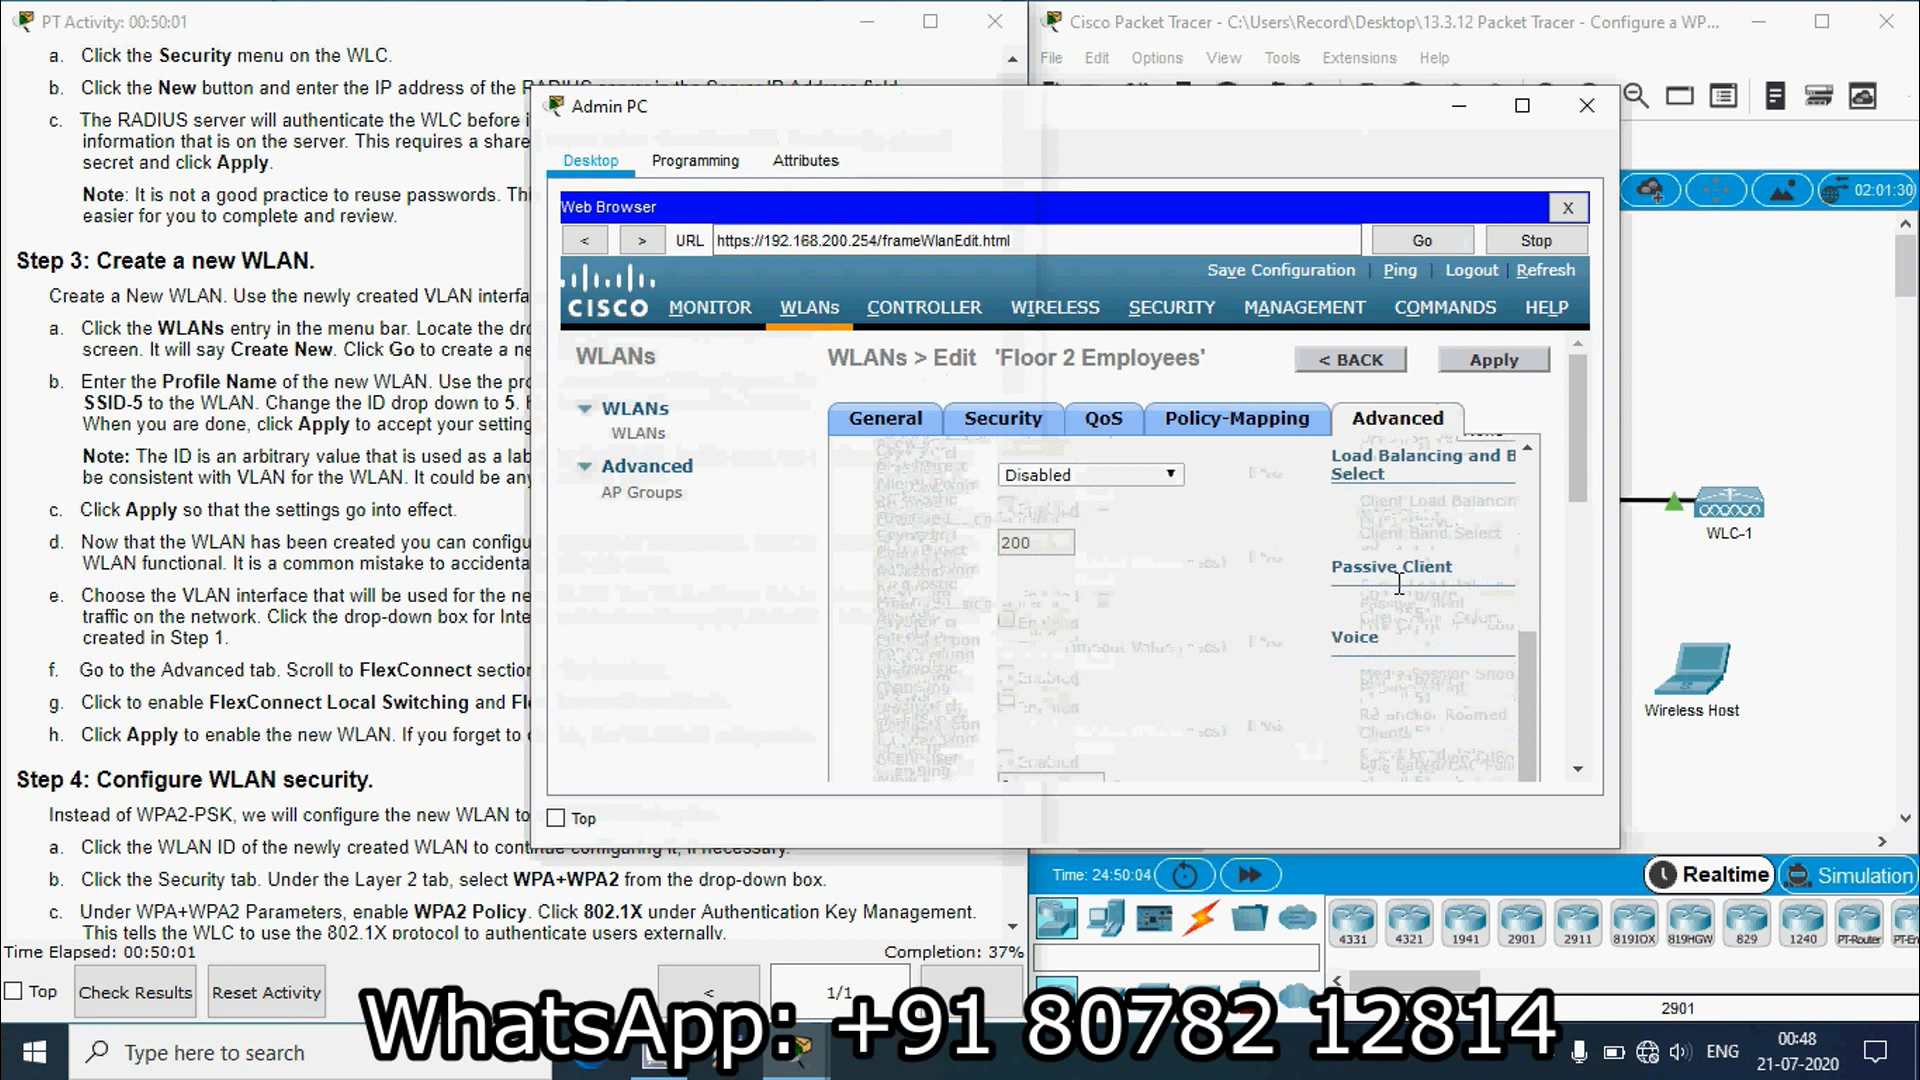 PT Activity: 00:50:01
a. Click the Security menu on the WLC.
b. Click the New button and enter the IP address of the
c. The RADIUS server will authenticate the WLC before
information that is on the server. This requires a share
secret and click Apply.
Note: It is not a good practice to reuse passwords.
easier for you to complete and review.
Step 3: Create a new WLAN.
Create a New WLAN. Use the newly created VLAN
a. Click the WLANs entry in the menu bar. Locate the
screen. It will say Create New. Click Go to create a
b. Enter the Profile Name of the new WLAN. Use the
SSID-5 to the WLAN. Change the ID drop down to 5.
When you are done, click Apply to accept your
Note: The ID is an arbitrary value that is used as a
be consistent with VLAN for the WLAN. It could be
c. Click Apply so that the settings go into effect.
d. Now that the WLAN has been created you can
WLAN functional. It is a common mistake to
e. Choose the VLAN interface that will be used for the
traffic on the network. Click the drop-down box for
created in Step 1.
f. Go to the Advanced tab. Scroll to FlexConnect
g. Click to enable FlexConnect Local Switching and
h. Click Apply to enable the new WLAN. If you forget to
Step 4: Configure WLAN security.
Instead of WPA2-PSK, we will configure the new WLAN to
a. Click the WLAN ID of the newly created WLAN to
b. Click the Security tab. Under the Layer 2 tab, select WPA+WPA2 from the drop-down box.
c. Under WPA+WPA2 Parameters, enable WPA2 Policy. Click 802.1X under Authentication Key Management.
This tells the WLC to use the 802.1X protocol to authenticate users externally.
Time Elapsed: 00:50:01
Completion: 37%
Top
Check Results
Reset Activity
<
1/1
Cisco Packet Tracer - C:\Users\Record\Desktop\13.3.12 Packet Tracer - Configure a WP...
File Edit Options View Tools Extensions Help
02:01:30
Admin PC
Desktop Programming Attributes
Web Browser
X
< > URL https://192.168.200.254/frameWlanEdit.html Go Stop
Save Configuration Ping Logout Refresh
CISCO MONITOR WLANs CONTROLLER WIRELESS SECURITY MANAGEMENT COMMANDS HELP
WLANs
WLANs
WLANs
Advanced
AP Groups
WLANs > Edit 'Floor 2 Employees'
< BACK Apply
General Security QoS Policy-Mapping Advanced
Disabled
200
Load Balancing and B
Select
Passive Client
Voice
Top
WLC-1
Wireless Host
Time: 24:50:04
Realtime
Simulation
4331 4321 1941 2901 2911 819IOX 819HGW 829 1240 PT-Router
2901
WhatsApp: +91 80782 12814
Type here to search
ENG
00:48
21-07-2020